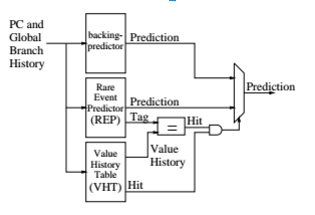 PC and
Global
Branch
History
backing-
predictor
Prediction
Prediction
Rare
Event
Predictor
(REP)
Prediction
Tag
=
Hit
Value
History
Value
History
Table
(VHT)
Hit